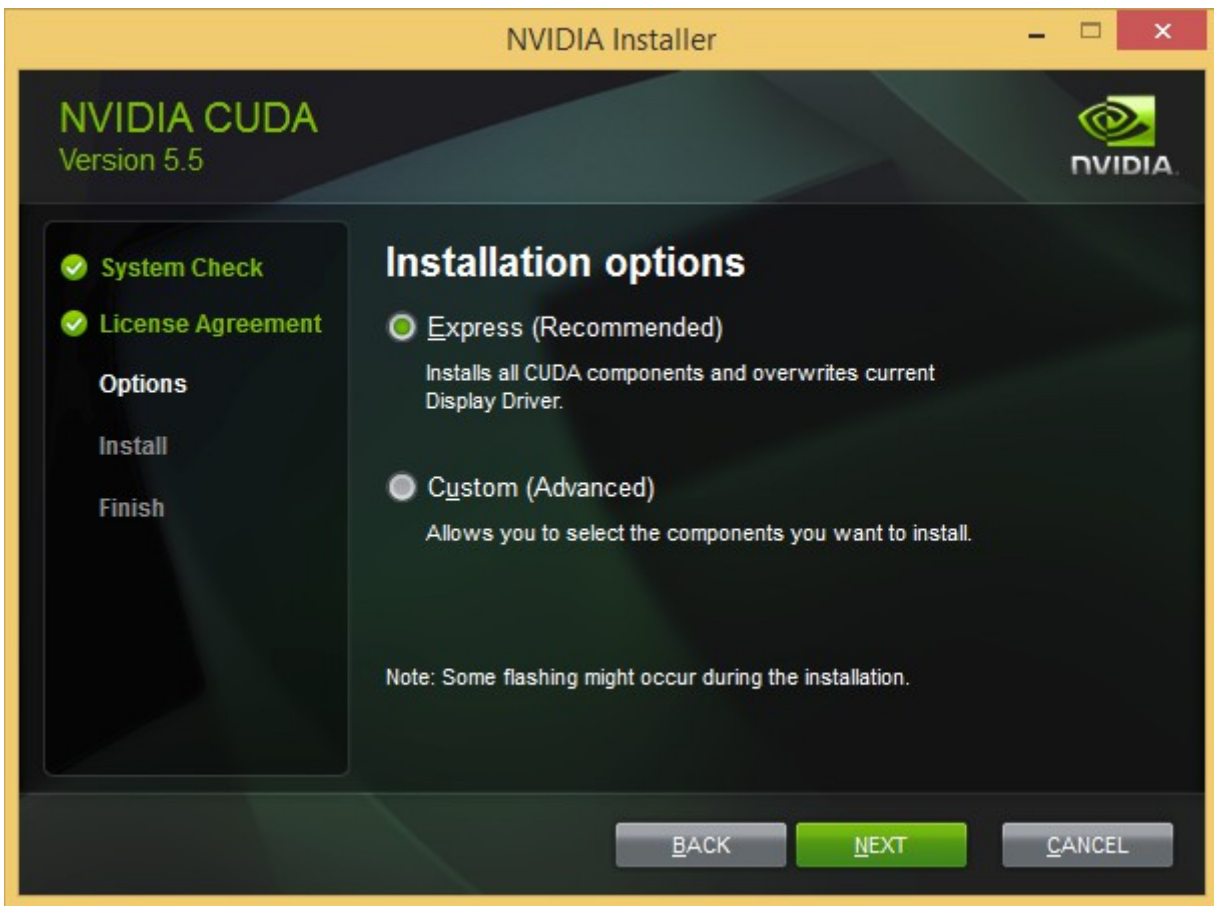 NVIDIA Installer
NVIDIA CUDA
Version 5.5
NVIDIA.
System Check
License Agreement
Options
Install
Finish
Installation options
Express (Recommended)
Installs all CUDA components and overwrites current
Display Driver.
Custom (Advanced)
Allows you to select the components you want to install.
Note: Some flashing might occur during the installation.
BACK
NEXT
CANCEL